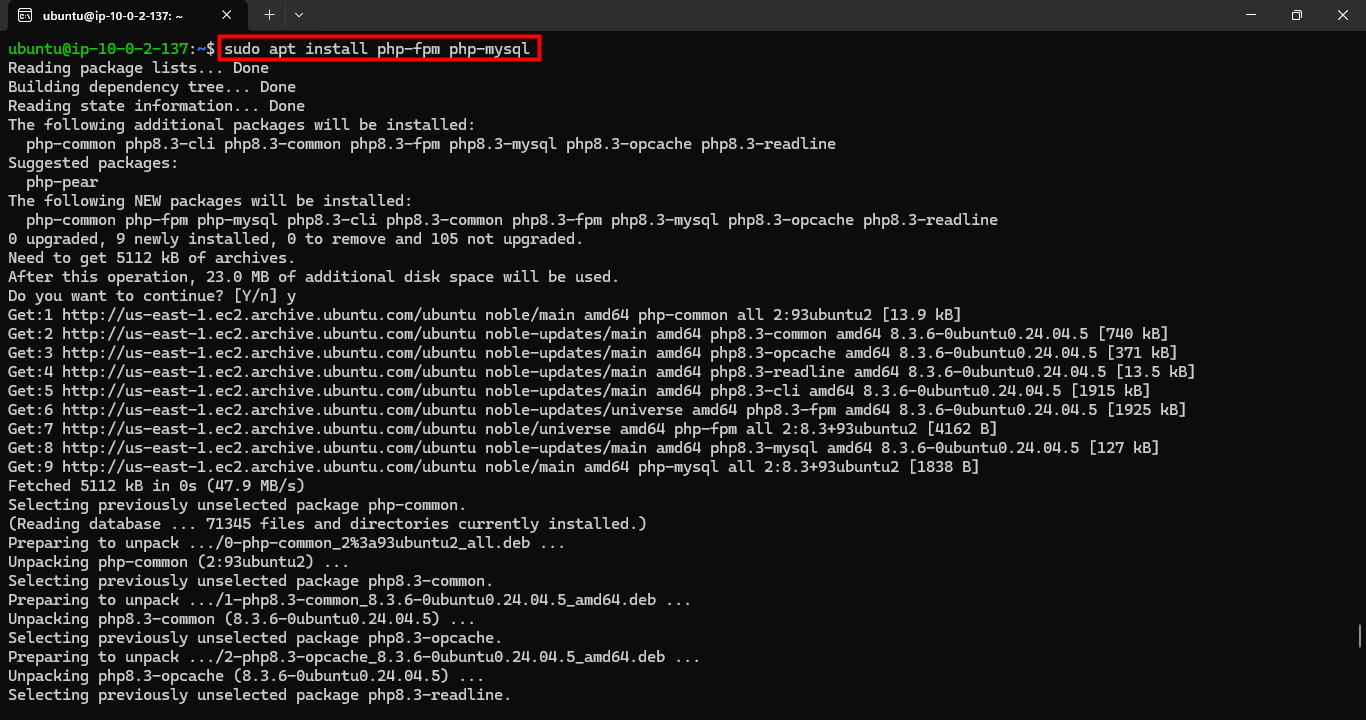 ubuntu@ip-10-0-2-137: ~
ubuntu@ip-10-0-2-137:~$ sudo apt install php-fpm php-mysql
Reading package lists... Done
Building dependency tree... Done
Reading state information... Done
The following additional packages will be installed:
  php-common php8.3-cli php8.3-common php8.3-fpm php8.3-mysql php8.3-opcache php8.3-readline
Suggested packages:
  php-pear
The following NEW packages will be installed:
  php-common php-fpm php-mysql php8.3-cli php8.3-common php8.3-fpm php8.3-mysql php8.3-opcache php8.3-readline
0 upgraded, 9 newly installed, 0 to remove and 105 not upgraded.
Need to get 5112 kB of archives.
After this operation, 23.0 MB of additional disk space will be used.
Do you want to continue? [Y/n] y
Get:1 http://us-east-1.ec2.archive.ubuntu.com/ubuntu noble/main amd64 php-common all 2:93ubuntu2 [13.9 kB]
Get:2 http://us-east-1.ec2.archive.ubuntu.com/ubuntu noble-updates/main amd64 php8.3-common amd64 8.3.6-0ubuntu0.24.04.5 [740 kB]
Get:3 http://us-east-1.ec2.archive.ubuntu.com/ubuntu noble-updates/main amd64 php8.3-opcache amd64 8.3.6-0ubuntu0.24.04.5 [371 kB]
Get:4 http://us-east-1.ec2.archive.ubuntu.com/ubuntu noble-updates/main amd64 php8.3-readline amd64 8.3.6-0ubuntu0.24.04.5 [13.5 kB]
Get:5 http://us-east-1.ec2.archive.ubuntu.com/ubuntu noble-updates/main amd64 php8.3-cli amd64 8.3.6-0ubuntu0.24.04.5 [1915 kB]
Get:6 http://us-east-1.ec2.archive.ubuntu.com/ubuntu noble-updates/universe amd64 php8.3-fpm amd64 8.3.6-0ubuntu0.24.04.5 [1925 kB]
Get:7 http://us-east-1.ec2.archive.ubuntu.com/ubuntu noble/universe amd64 php-fpm all 2:8.3+93ubuntu2 [4162 B]
Get:8 http://us-east-1.ec2.archive.ubuntu.com/ubuntu noble-updates/main amd64 php8.3-mysql amd64 8.3.6-0ubuntu0.24.04.5 [127 kB]
Get:9 http://us-east-1.ec2.archive.ubuntu.com/ubuntu noble/main amd64 php-mysql all 2:8.3+93ubuntu2 [1838 B]
Fetched 5112 kB in 0s (47.9 MB/s)
Selecting previously unselected package php-common.
(Reading database ... 71345 files and directories currently installed.)
Preparing to unpack .../0-php-common_2%3a93ubuntu2_all.deb ...
Unpacking php-common (2:93ubuntu2) ...
Selecting previously unselected package php8.3-common.
Preparing to unpack .../1-php8.3-common_8.3.6-0ubuntu0.24.04.5_amd64.deb ...
Unpacking php8.3-common (8.3.6-0ubuntu0.24.04.5) ...
Selecting previously unselected package php8.3-opcache.
Preparing to unpack .../2-php8.3-opcache_8.3.6-0ubuntu0.24.04.5_amd64.deb ...
Unpacking php8.3-opcache (8.3.6-0ubuntu0.24.04.5) ...
Selecting previously unselected package php8.3-readline.